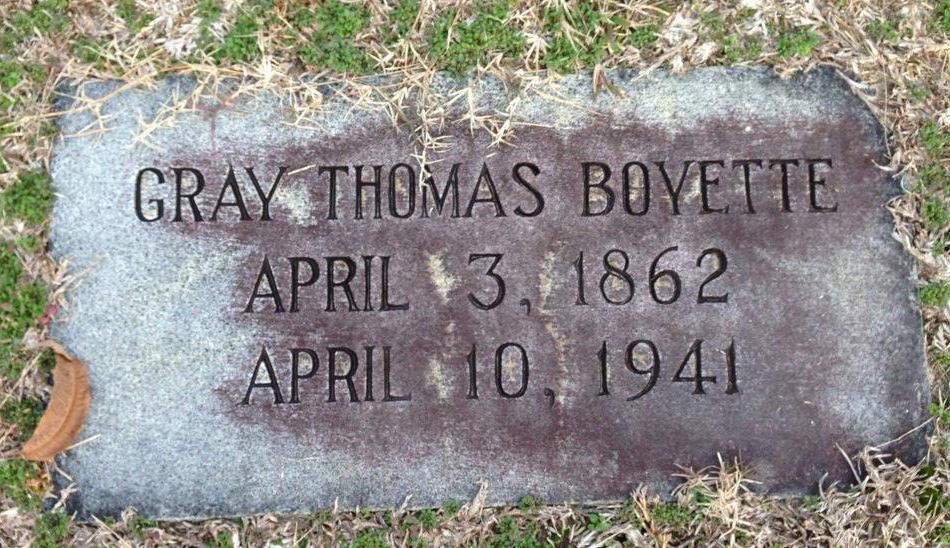 GRAY THOMAS BOYETTE
APRIL 3, 1862
APRIL 10, 1941